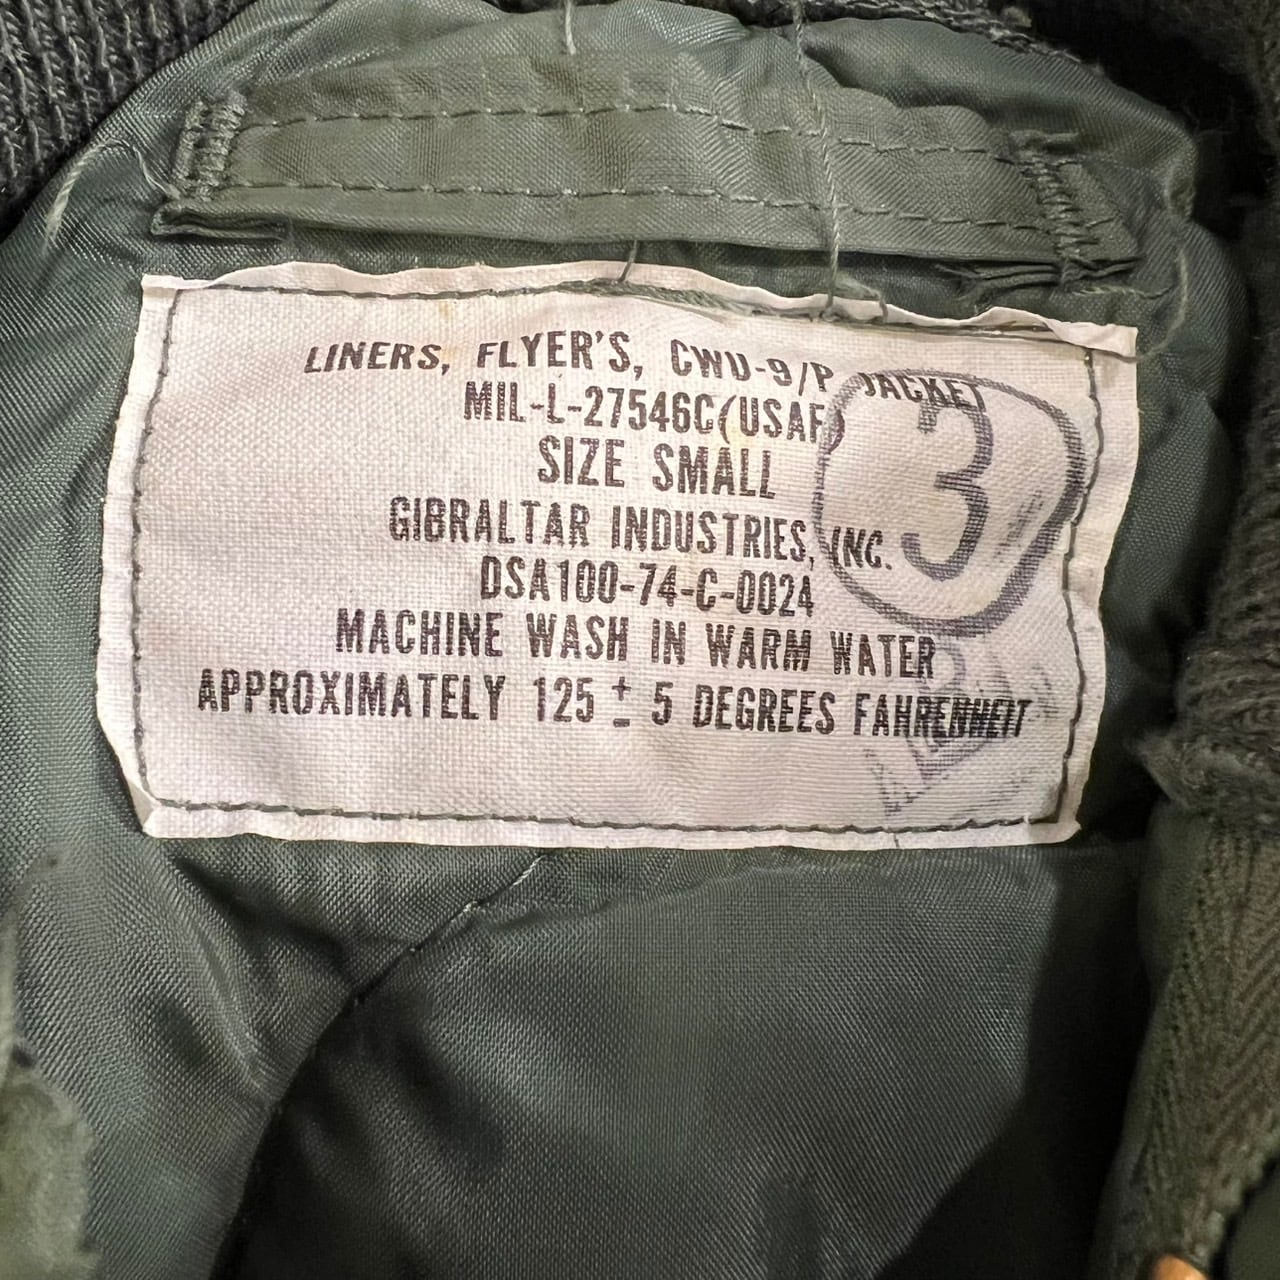 LINERS, FLYER'S, CWU-9/P JACKET
MIL-L-27546C(USAF)
SIZE SMALL
GIBRALTAR INDUSTRIES, INC.
DSA100-74-C-0024
MACHINE WASH IN WARM WATER
APPROXIMATELY 125 ± 5 DEGREES FAHRENHEIT
3